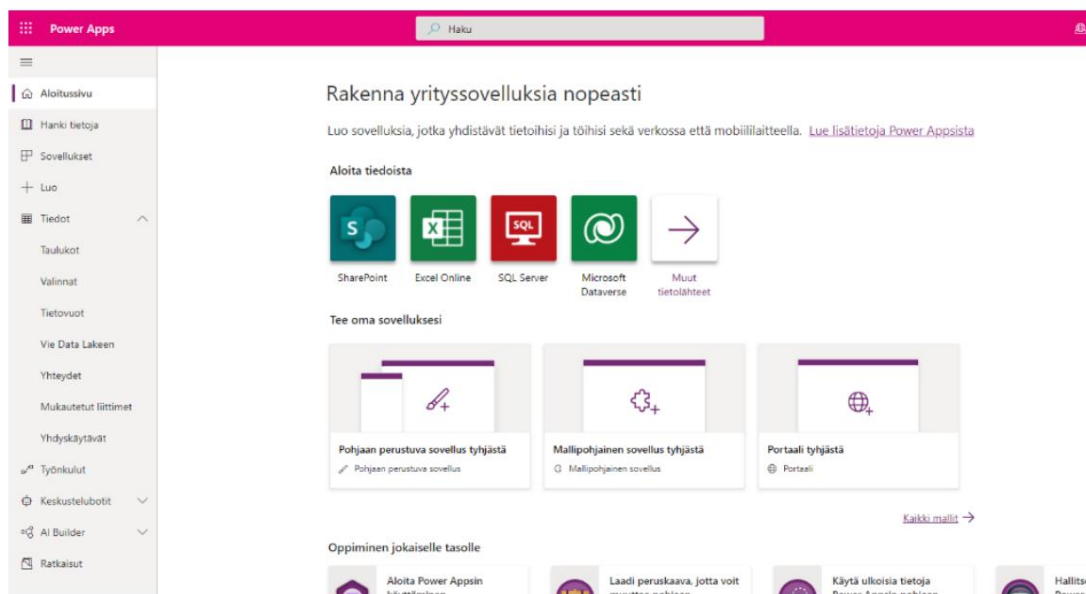 Power Apps
Haku
Aloitussivu
Hanki tietoja
Sovellukset
Luo
Tiedot
Taulukot
Valinnat
Tietovuot
Vie Data Lakeen
Yhteydet
Mukautetut liittimet
Yhdyskäytävät
Työnkulut
Keskustelubotit
AI Builder
Ratkaisut
Rakenna yrityssovelluksia nopeasti
Luo sovelluksia, jotka yhdistävät tietoihisi ja töihisi sekä verkossa että mobiililaitteella. Lue lisätietoja Power Appsista
Aloita tiedoista
S
SharePoint
X
Excel Online
SQL
SQL Server
Microsoft
Dataverse
Muut
tietolähteet
Tee oma sovelluksesi
Pohjaan perustuva sovellus tyhjästä
Pohjaan perustuva sovellus
Mallipohjainen sovellus tyhjästä
Mallipohjainen sovellus
Portaali tyhjästä
Portaali
Kaikki mallit
Oppiminen jokaiselle tasolle
Aloita Power Appsin
Laadi peruskaava, jotta voit
Käytä ulkoisia tietoja